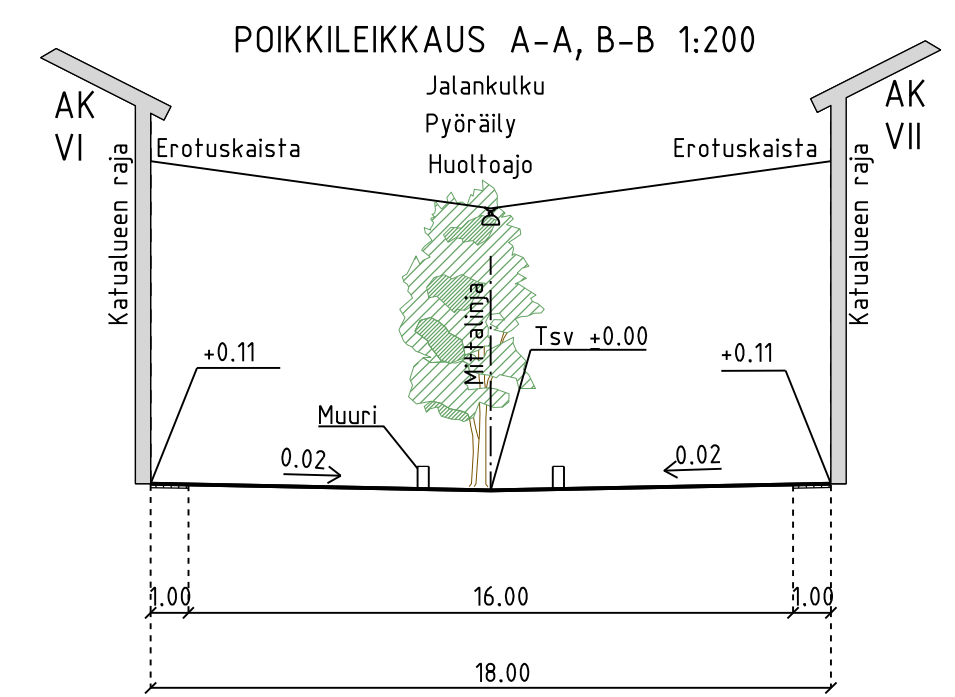 POIKKILEIKKAUS A-A, B-B 1:200
Jalankulku
AK
VI
AK
VII
Pyöräily
Erotuskaista
Huoltoajo
Erotuskaista
Katualueen raja
Katualueen raja
Mittalinja
Tsv ±0.00
+0.11
+0.11
Muuri
0.02
0.02
1.00
16.00
1.00
18.00